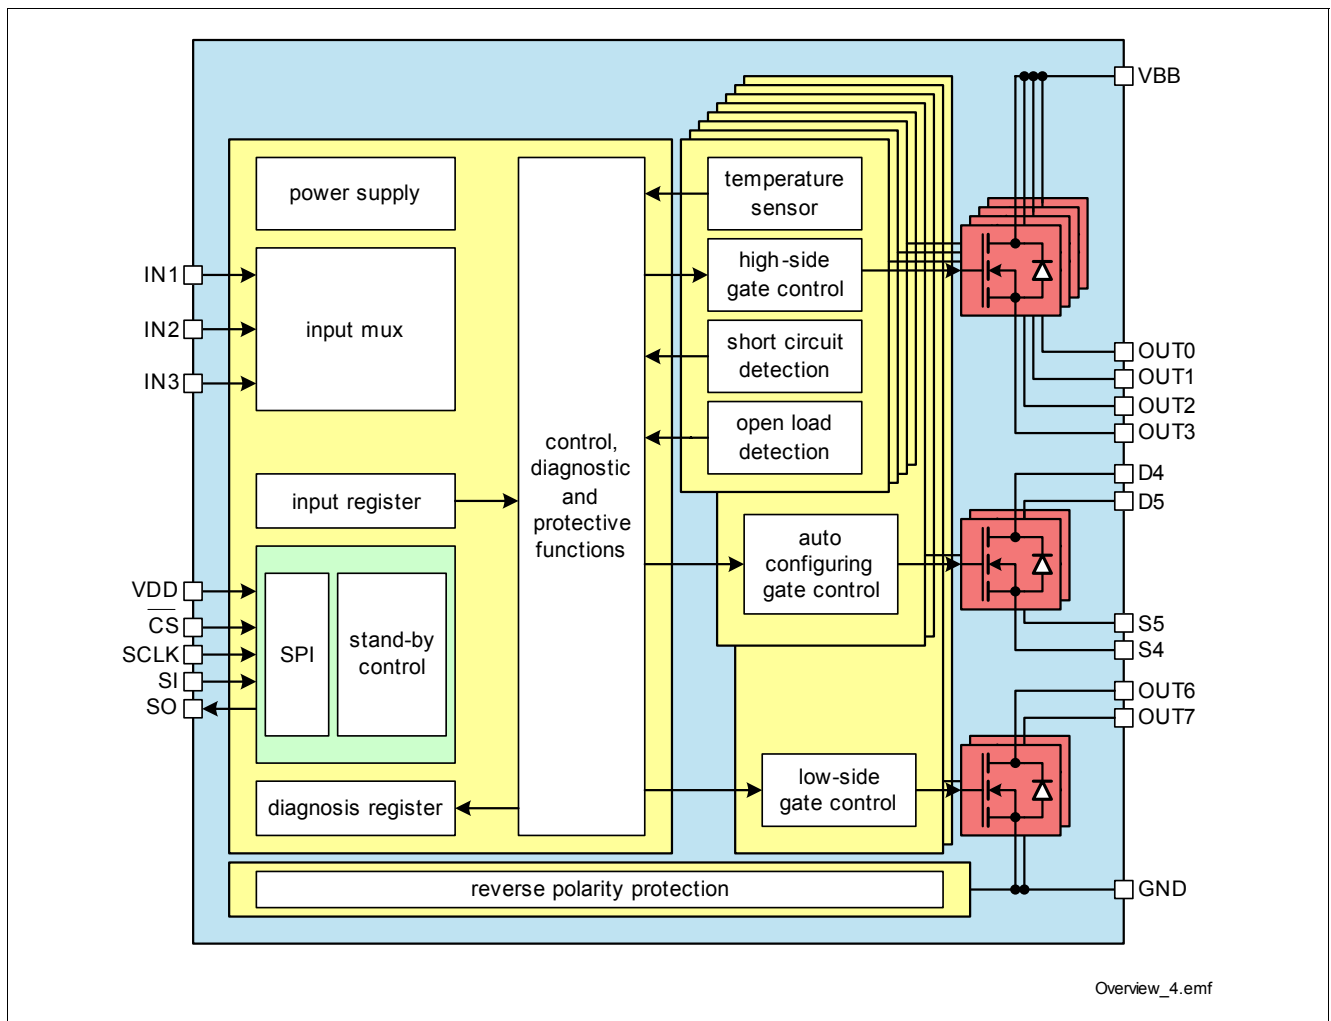 VBB
power supply
temperature
sensor
IN1
IN2
IN3
input mux
high-side
gate control
short circuit
detection
open load
detection
OUT0
OUT1
OUT2
OUT3
control,
diagnostic
and
protective
functions
input register
D4
D5
auto
configuring
gate control
VDD
CS
SCLK
SI
SO
SPI
stand-by
control
S5
S4
OUT6
OUT7
low-side
gate control
diagnosis register
reverse polarity protection
GND
Overview_4.emf